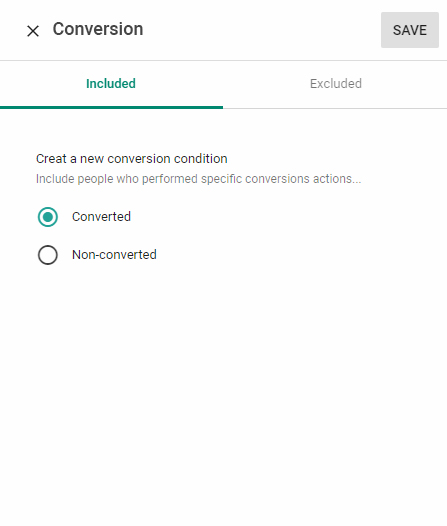 Conversion
SAVE
Included
Excluded
Creat a new conversion condition
Include people who performed specific conversions actions...
Converted
Non-converted